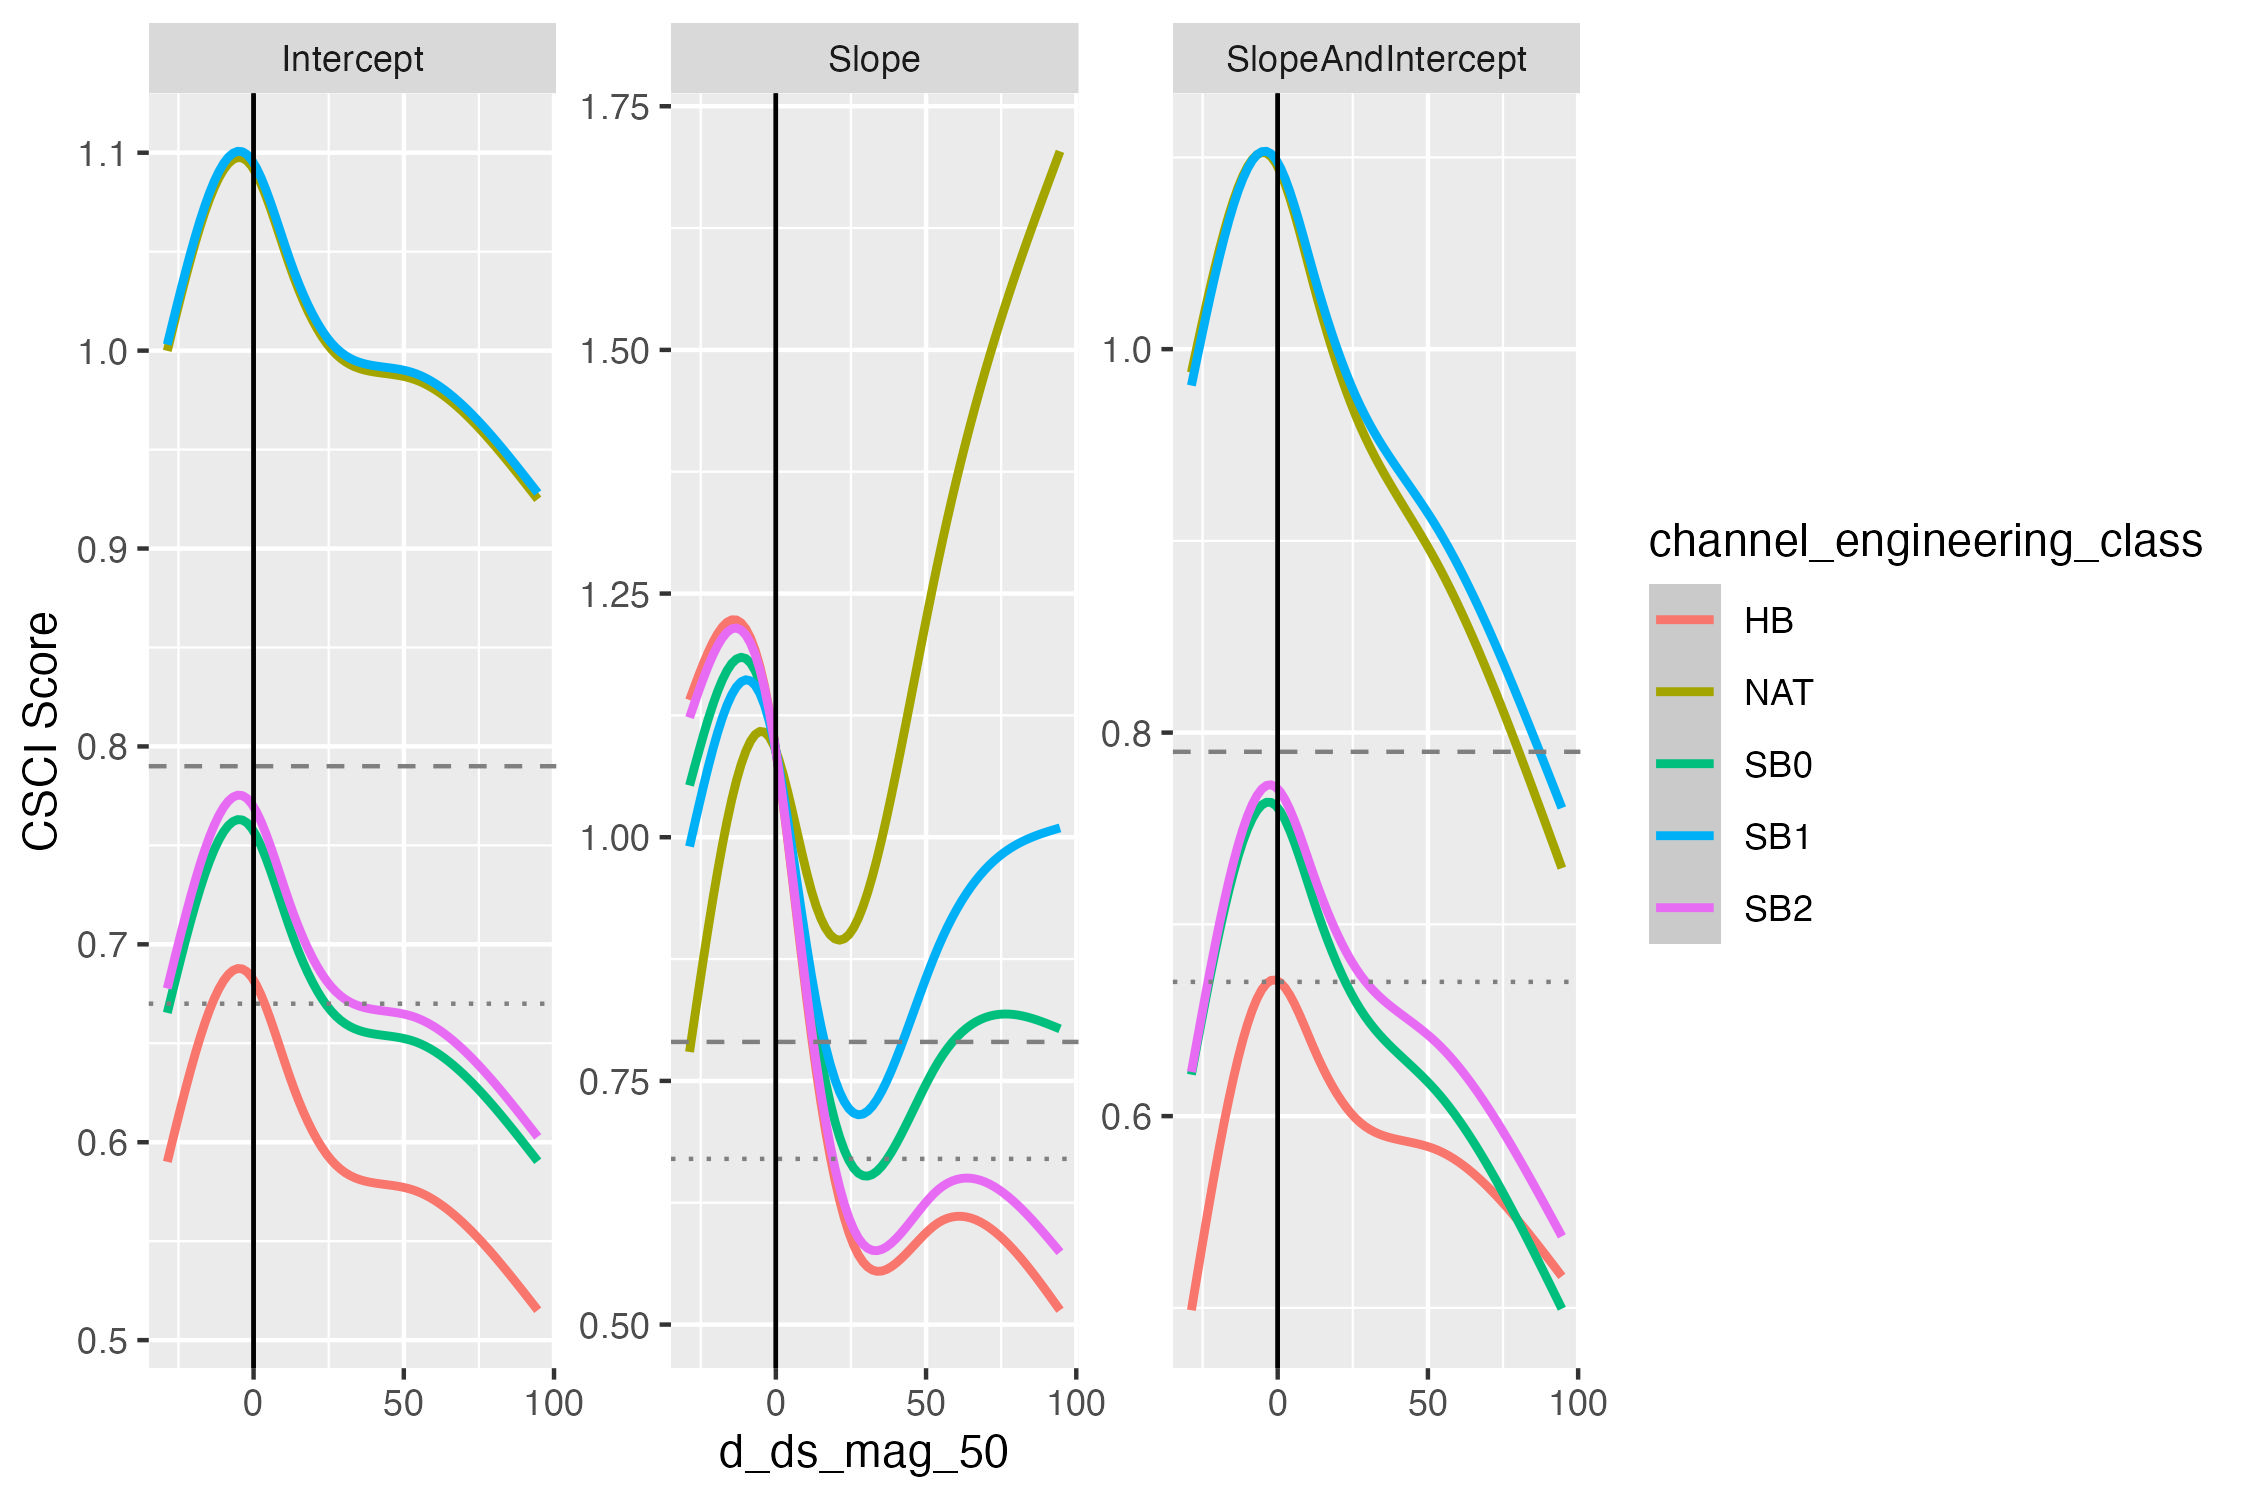 Intercept
Slope
SlopeAndIntercept
CSCI Score
1.1
1.0
0.9
0.8
0.7
0.6
0.5
1.75
1.50
1.25
1.00
0.75
0.50
1.0
0.8
0.6
0 50 100
0 50 100
0 50 100
d_ds_mag_50
channel_engineering_class
HB
NAT
SB0
SB1
SB2